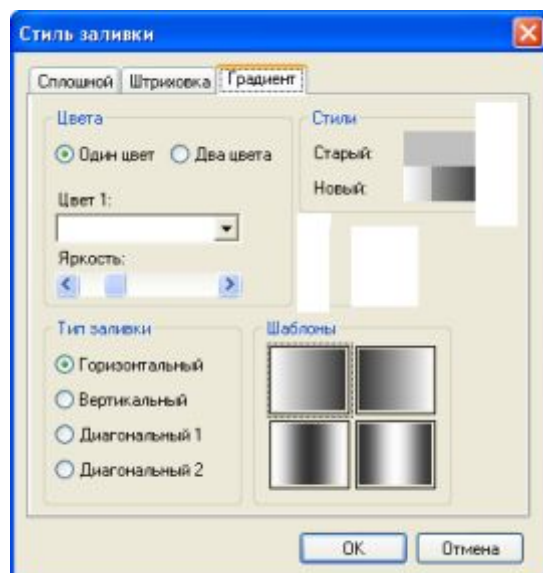 Стиль заливки
Сплошной Штриховка Градиент
Цвета
Один цвет Два цвета
Цвет 1:
Яркость:
Стили
Старый:
Новый:
Тип заливки
Горизонтальный
Вертикальный
Диагональный 1
Диагональный 2
Шаблоны
OK Отмена